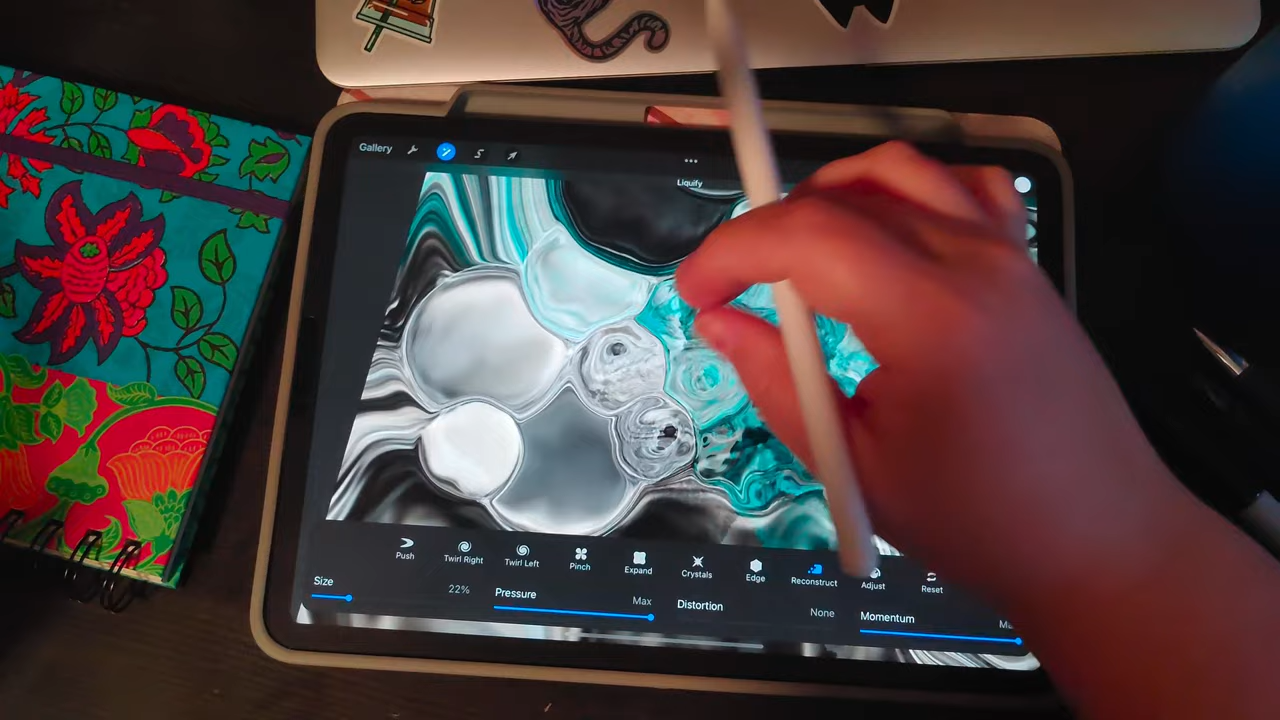 Gallery
Liquify
Push
Twirl Right
Twirl Left
Pinch
Expand
Crystals
Edge
Reconstruct
Adjust
Reset
Size
22%
Pressure
Max
Distortion
None
Momentum